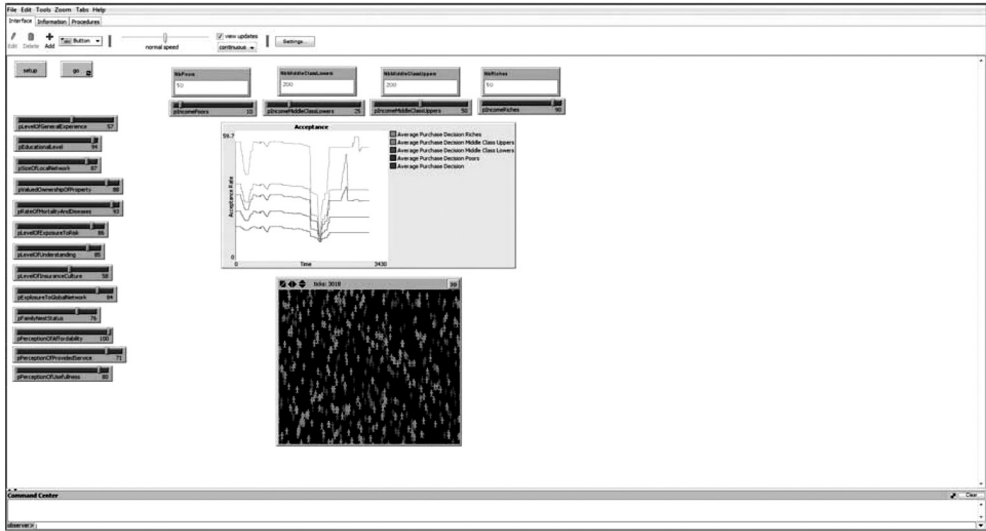 File Edit Tools Zoom Tabs Help
Interface Information Procedures
Edit Delete Add Button normal speed view updates continuous Settings...
setup go
NbPoors NbMiddleClassLowers NbMiddleClassUppers NbRiches
50 200 200 50
pIncomePoors 10 pIncomeMiddleClassLowers 25 pIncomeMiddleClassUppers 50 pIncomeRiches 90
pLevelOfGeneralExperience 57
pEducationalLevel 94
pSizeOfLocalNetwork 87
pValuedOwnershipOfProperty 88
pRateOfMortalityAndDiseases 93
pLevelOfExposureToRisk 86
pLevelOfUnderstanding 85
pLevelOfInsuranceCulture 58
pExplosureToGlobalNetwork 84
pFamilyNestStatus 76
pPerceptionOfAffordability 100
pPerceptionOfProvidedService 71
pPerceptionOfUsefullness 80
Acceptance
59.7
Acceptance Rate
0
0 Time 3430
Average Purchase Decision Riches
Average Purchase Decision Middle Class Uppers
Average Purchase Decision Middle Class Lowers
Average Purchase Decision Poors
Average Purchase Decision
ticks: 3018 3D
Command Center Clear
observer>